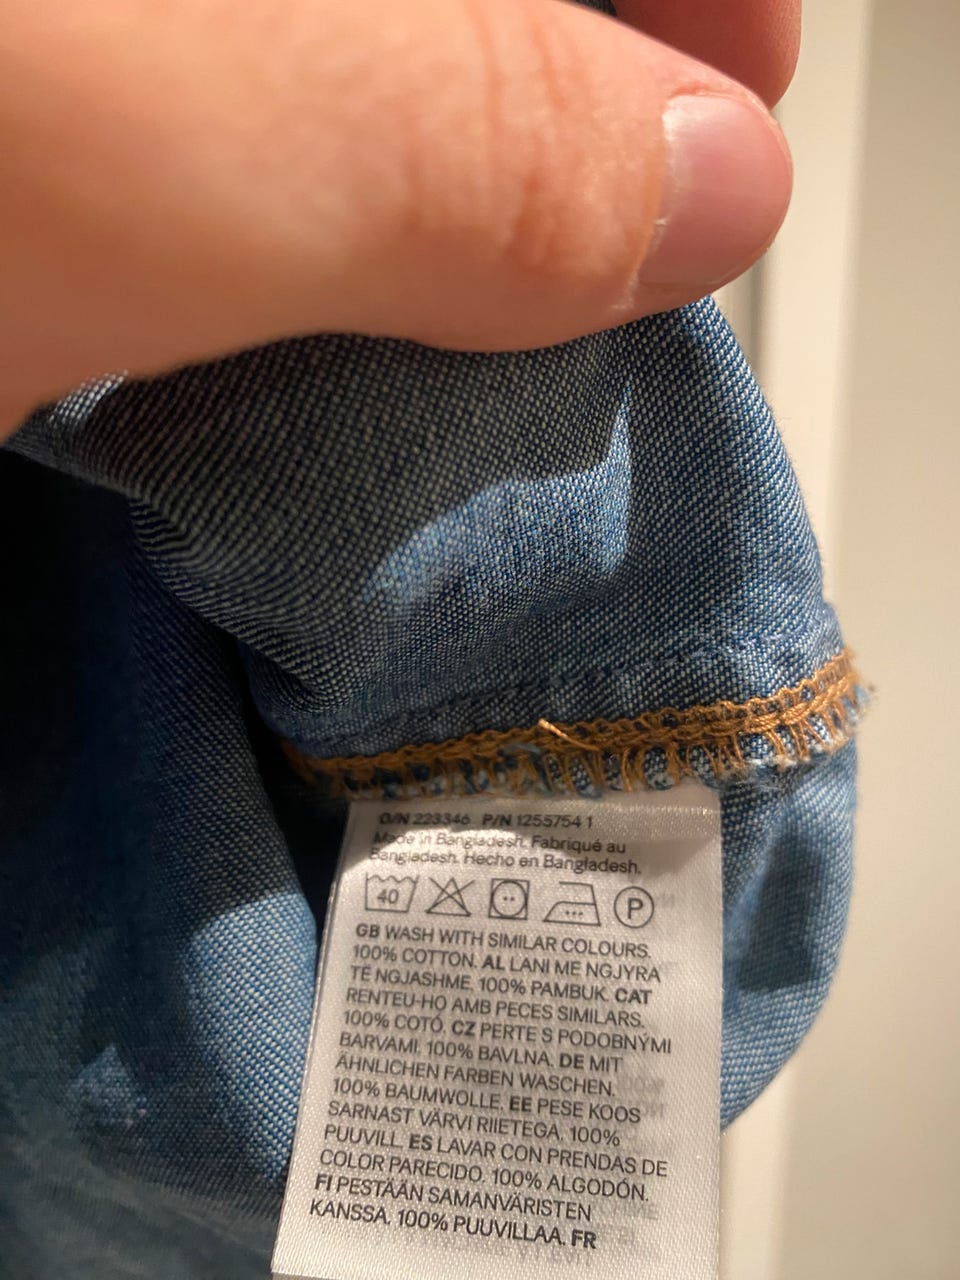 O/N 223346 P/N 1255754 1
Made in Bangladesh. Fabriqué au
Bangladesh. Hecho en Bangladesh.
40 P
GB WASH WITH SIMILAR COLOURS.
100% COTTON. AL LANI ME NGJYRA
TË NGJASHME. 100% PAMBUK. CAT
RENTEU-HO AMB PECES SIMILARS.
100% COTÓ. CZ PERTE S PODOBNÝMI
BARVAMI. 100% BAVLNA. DE MIT
ÄHNLICHEN FARBEN WASCHEN.
100% BAUMWOLLE. EE PESE KOOS
SARNAST VÄRVI RIIETEGA. 100%
PUUVILL. ES LAVAR CON PRENDAS DE
COLOR PARECIDO. 100% ALGODÓN.
FI PESTÄÄN SAMANVÄRISTEN
KANSSA. 100% PUUVILLAA. FR